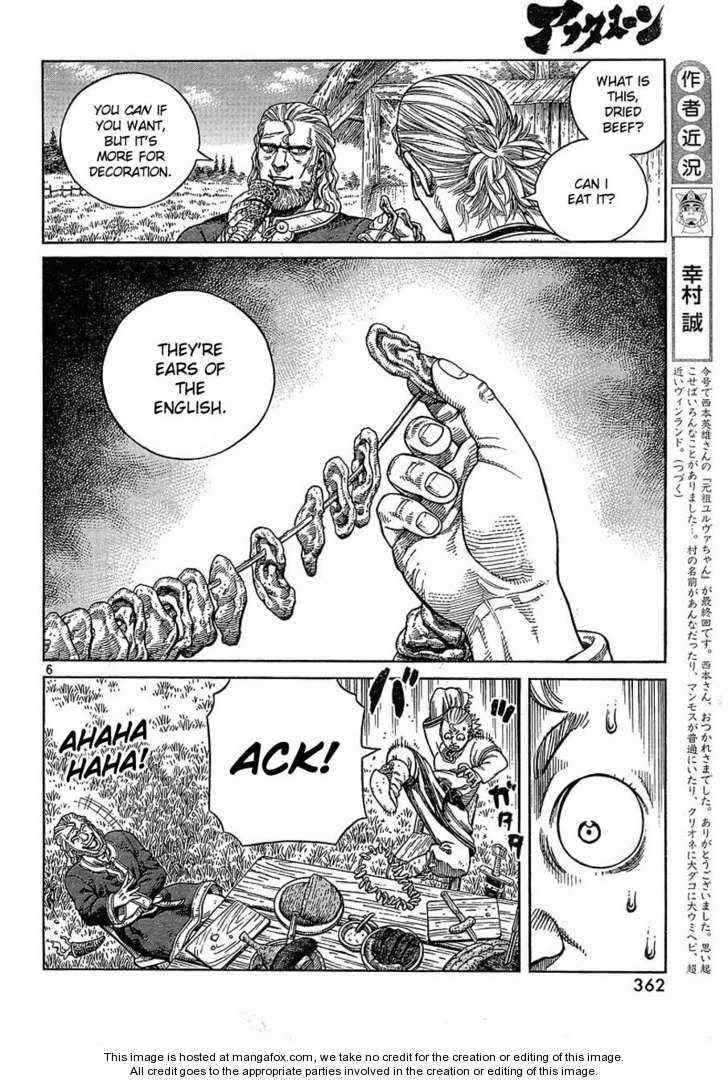 アフタヌーン
WHAT IS
THIS,
DRIED
BEEF?
CAN I
EAT IT?
YOU CAN IF
YOU WANT,
BUT IT'S
MORE FOR
DECORATION.
THEY'RE
EARS OF
THE
ENGLISH.
6
バッ
ガタタッ
ACK!
AHAHA
HAHA!
作者近況
幸村誠
今号で西本英雄さんの『元祖ユルヴァちゃん』が最終回です。西本さん、おつかれさまでした。ありがとうございました。思い起
こせばいろんなことがありました…。村の名前があんなだったり、マンモスが普通にいたり、クリオネに大ダコに大ウミヘビ、超
近いヴィンランド。(つづく)
362
This image is hosted at mangafox.com, we take no credit for the creation or editing of this image.
All credit goes to the appropriate parties involved in the creation and editing of this image.